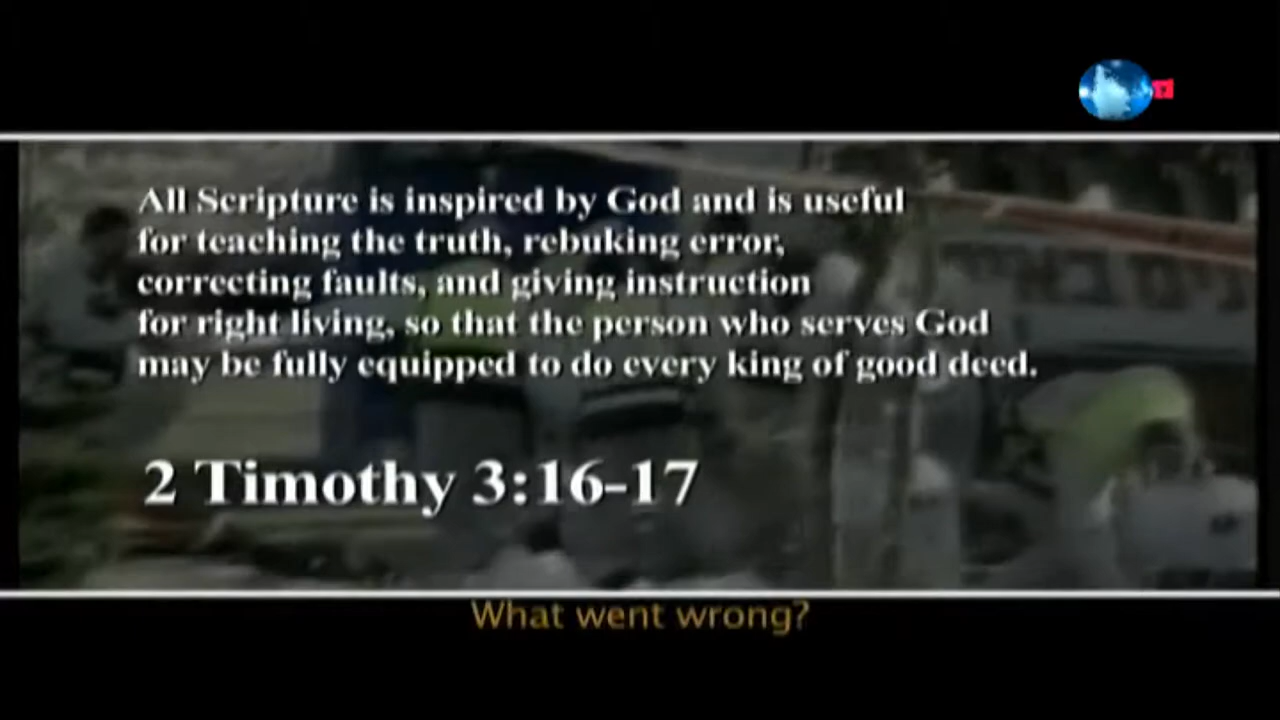 All Scripture is inspired by God and is useful
for teaching the truth, rebuking error,
correcting faults, and giving instruction
for right living, so that the person who serves God
may be fully equipped to do every king of good deed.
2 Timothy 3:16-17
What went wrong?